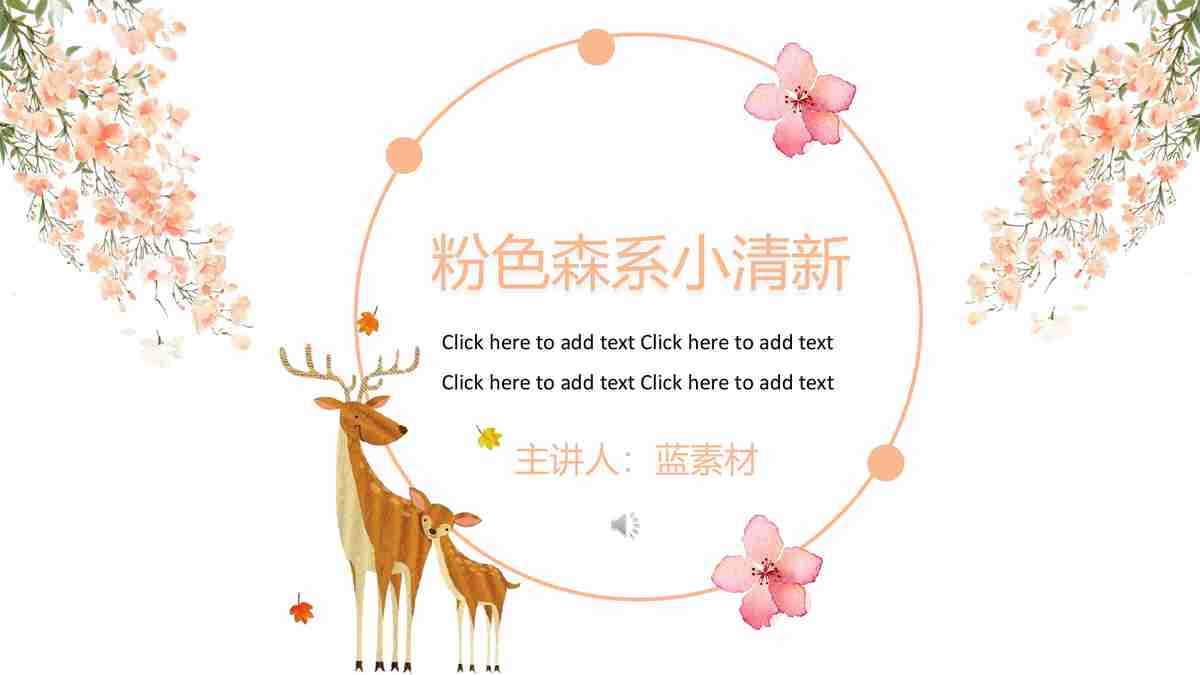 粉色森系小清新
Click here to add text Click here to add text
Click here to add text Click here to add text
主讲人：蓝素材